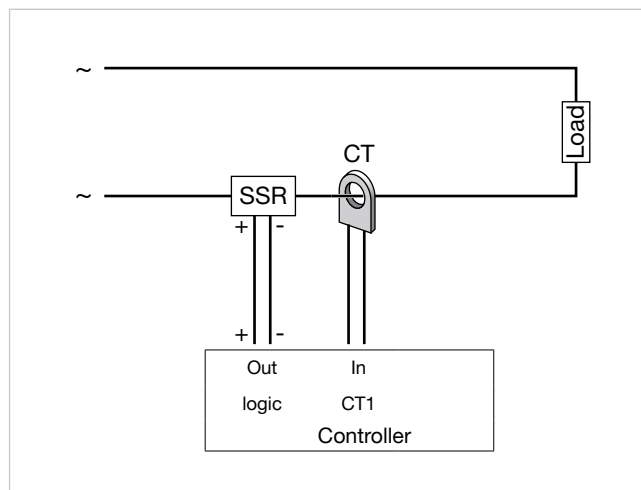 ~
CT
Load
~
SSR
+ -
+ -
Out In
logic CT1
Controller